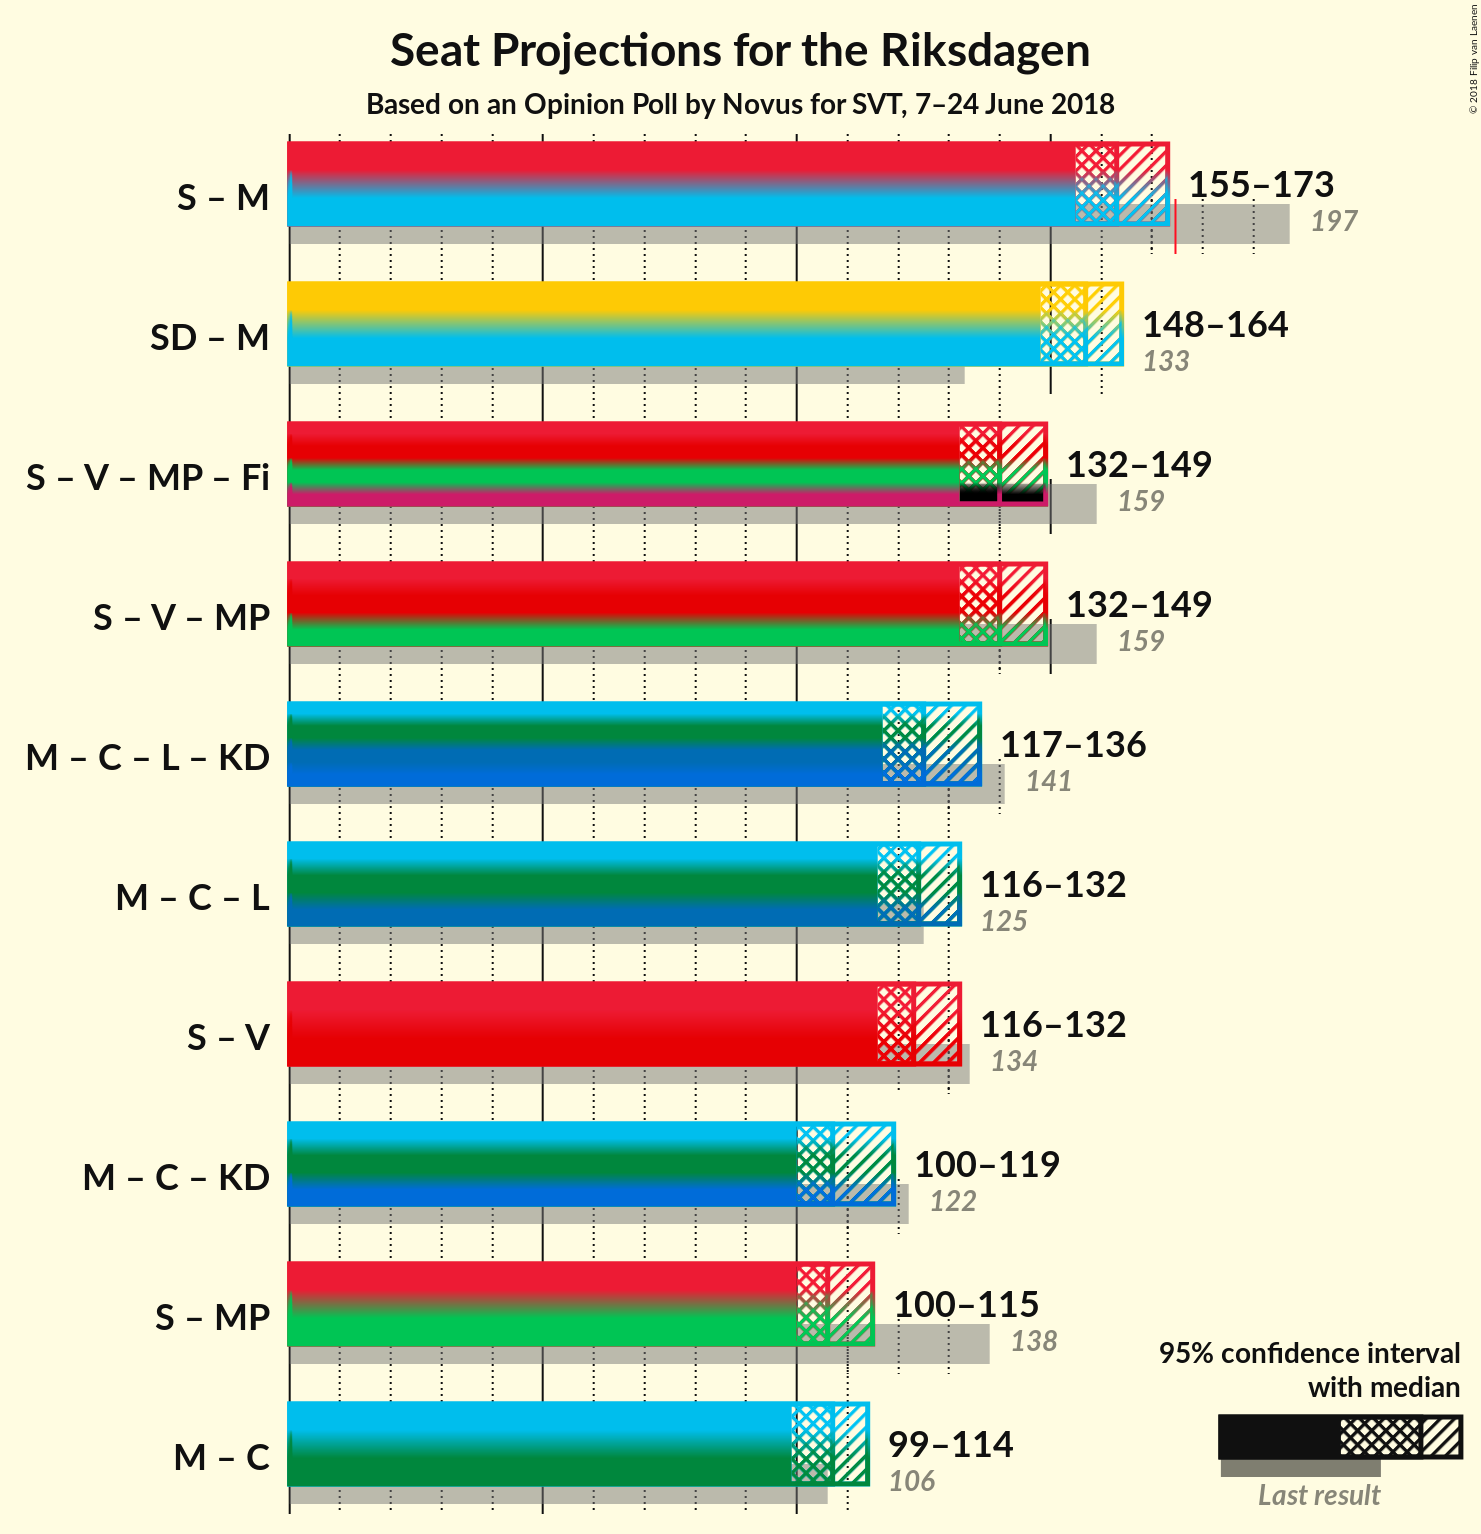 Seat Projections for the Riksdagen
Based on an Opinion Poll by Novus for SVT, 7–24 June 2018
© 2018 Filip van Laenen
S – M
155–173
197
SD – M
148–164
133
S – V – MP – Fi
132–149
159
S – V – MP
132–149
159
M – C – L – KD
117–136
141
M – C – L
116–132
125
S – V
116–132
134
M – C – KD
100–119
122
S – MP
100–115
138
M – C
99–114
106
95% confidence interval
with median
Last result